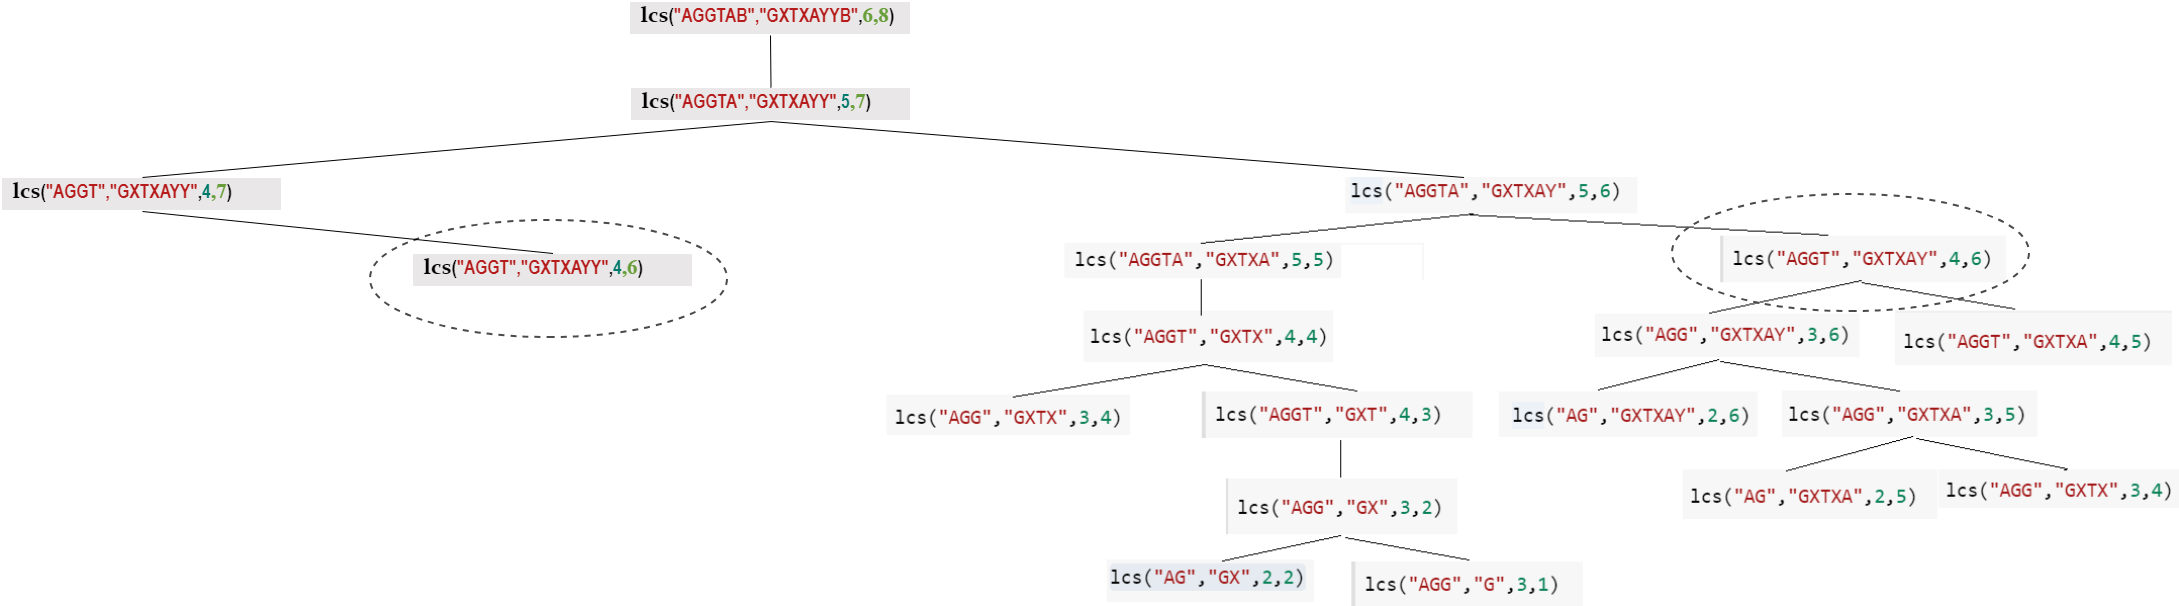 lcs("AGGTAB","GXTXAYYB",6,8)
lcs("AGGTA","GXTXAYY",5,7)
lcs("AGGT","GXTXAYY",4,7)
lcs("AGGTA","GXTXAY",5,6)
lcs("AGGT","GXTXAYY",4,6)
lcs("AGGTA","GXTXA",5,5)
lcs("AGGT","GXTXAY",4,6)
lcs("AGGT","GXTX",4,4)
lcs("AGG","GXTXAY",3,6)
lcs("AGGT","GXTXA",4,5)
lcs("AGG","GXTX",3,4)
lcs("AGGT","GXT",4,3)
lcs("AG","GXTXAY",2,6)
lcs("AGG","GXTXA",3,5)
lcs("AGG","GX",3,2)
lcs("AG","GXTXA",2,5)
lcs("AGG","GXTX",3,4)
lcs("AG","GX",2,2)
lcs("AGG","G",3,1)